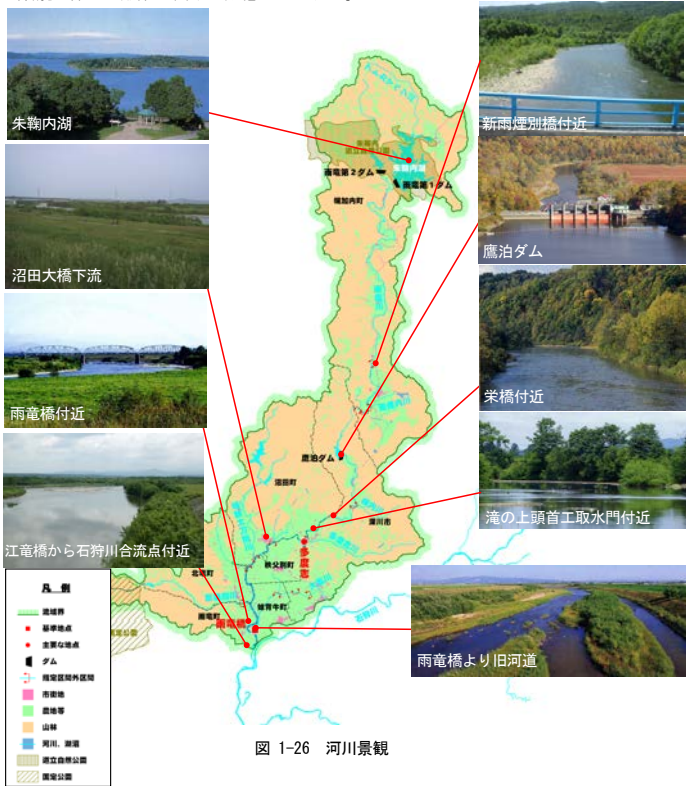 朱鞠内湖
沼田大橋下流
雨竜橋付近
江竜橋から石狩川合流点付近
新雨煙別橋付近
鷹泊ダム
栄橋付近
滝の上頭首工取水門付近
雨竜橋より旧河道
朱鞠内湖
雨竜第2ダム
雨竜第1ダム
幌加内町
雨竜川
鷹泊ダム
沼田町
深川市
多度志
秩父別町
北竜町
妹背牛町
雨竜町
雨竜橋
石狩川
凡 例
流域界
基準地点
主要な地点
ダム
指定区間外区間
市街地
農地等
山林
河川、湖沼
道立自然公園
国定公園
図 1-26 河川景観